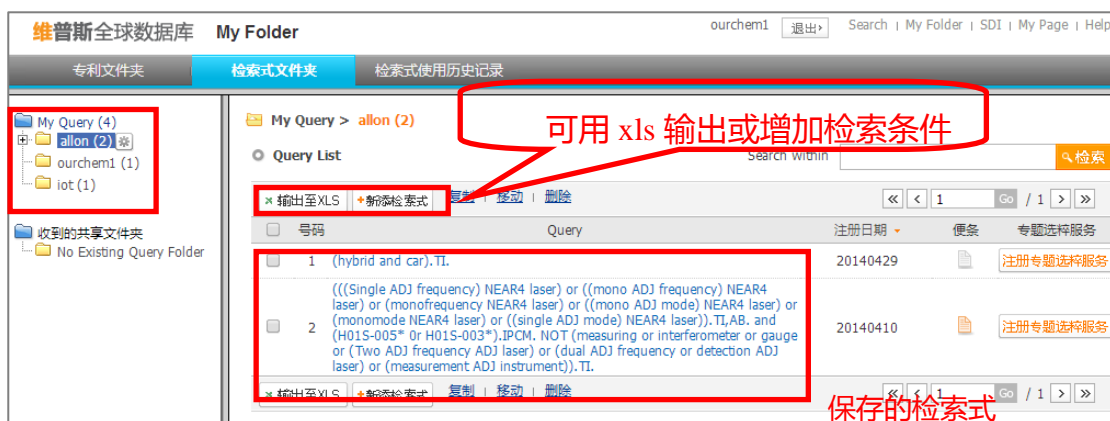 维普斯全球数据库 My Folder
ourchem1 退出 Search | My Folder | SDI | My Page | Help
专利文件夹 检索式文件夹 检索式使用历史记录
My Query (4)
allon (2)
ourchem1 (1)
iot (1)
收到的共享文件夹
No Existing Query Folder
My Query > allon (2)
可用 xls 输出或增加检索条件
Query List
Search within 检索
输出至XLS +新添检索式 复制 | 移动 | 删除 1 Go / 1
号码 Query 注册日期 便条 专题选粹服务
1 (hybrid and car).TI. 20140429 注册专题选粹服务
(((Single ADJ frequency) NEAR4 laser) or ((mono ADJ frequency) NEAR4
laser) or (monofrequency NEAR4 laser) or ((mono ADJ mode) NEAR4 laser) or
(monomode NEAR4 laser) or ((single ADJ mode) NEAR4 laser)).TI,AB. and
2 (H01S-005* 0r H01S-003*).IPCM. NOT (measuring or interferometer or gauge 20140410 注册专题选粹服务
or (Two ADJ frequency ADJ laser) or (dual ADJ frequency or detection ADJ
laser) or (measurement ADJ instrument)).TI.
输出至XLS +新添检索式 复制 | 移动 | 删除 1 Go / 1
保存的检索式